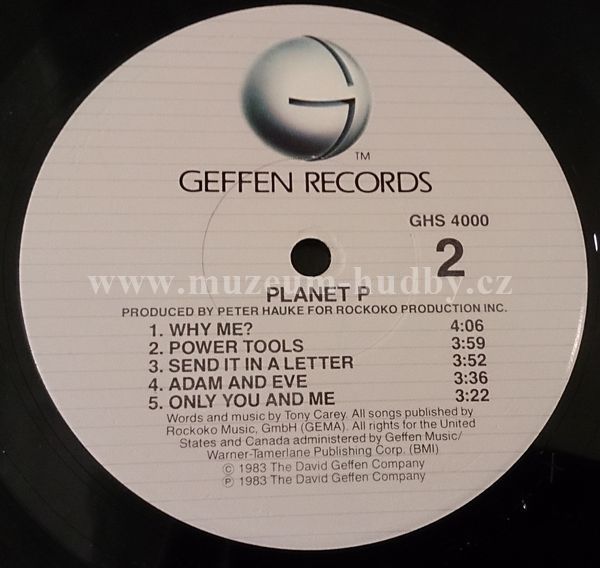 G
TM
GEFFEN RECORDS
GHS 4000
2
www.muzeum-hudby.cz
PLANET P
PRODUCED BY PETER HAUKE FOR ROCKOKO PRODUCTION INC.
1. WHY ME? 4:06
2. POWER TOOLS 3:59
3. SEND IT IN A LETTER 3:52
4. ADAM AND EVE 3:36
5. ONLY YOU AND ME 3:22
Words and music by Tony Carey. All songs published by
Rockoko Music, GmbH (GEMA). All rights for the United
States and Canada administered by Geffen Music/
Warner-Tamerlane Publishing Corp. (BMI)
© 1983 The David Geffen Company
℗ 1983 The David Geffen Company